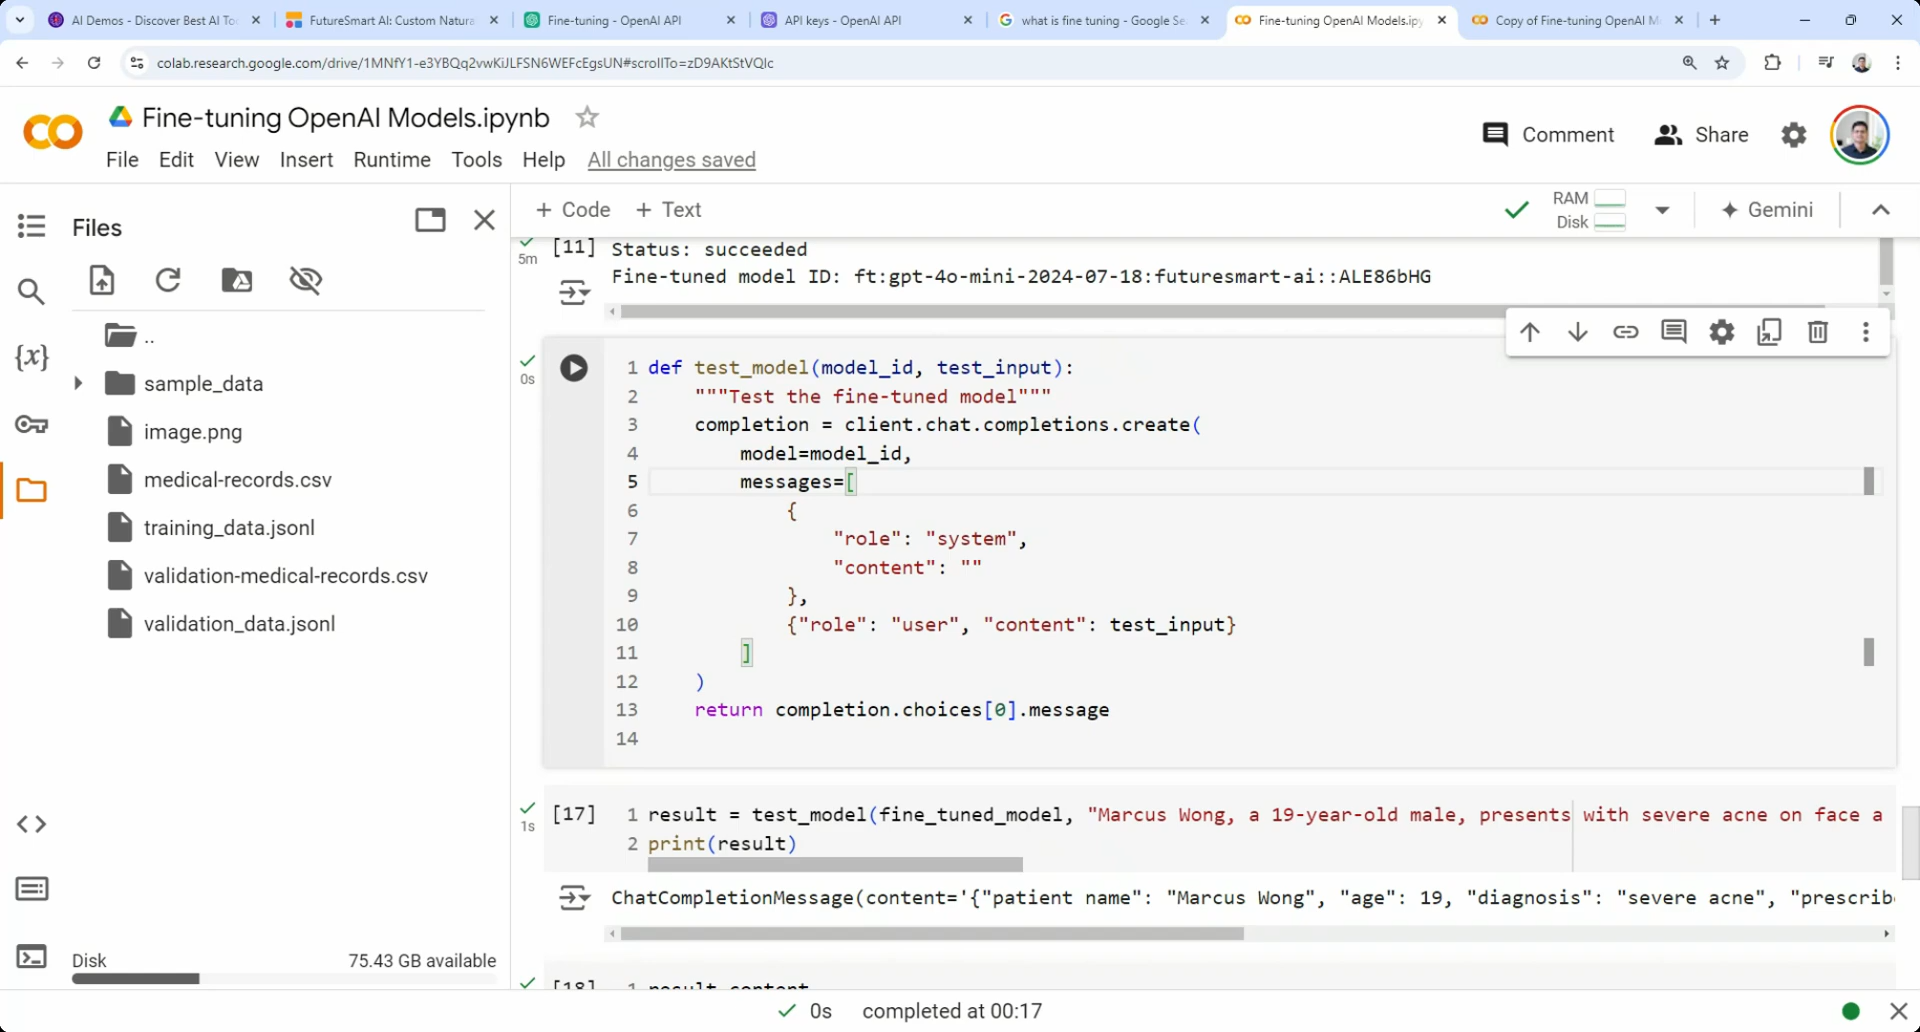 AI Demos - Discover Best AI To
FutureSmart AI: Custom Natura
Fine-tuning - OpenAI API
API keys - OpenAI API
what is fine tuning - Google Se
Fine-tuning OpenAI Models.ipy
Copy of Fine-tuning OpenAI M
colab.research.google.com/drive/1MNfY1-e3YBQq2vwKiJLFSN6WEFcEgsUN#scrollTo=zD9AKtStVQIc
Fine-tuning OpenAI Models.ipynb
Comment
Share
File Edit View Insert Runtime Tools Help All changes saved
Files
+ Code + Text
RAM
Disk
Gemini
[11] Status: succeeded
5m
Fine-tuned model ID: ft:gpt-4o-mini-2024-07-18:futuresmart-ai::ALE86bHG
..
sample_data
image.png
medical-records.csv
training_data.jsonl
validation-medical-records.csv
validation_data.jsonl
{x}
Disk 75.43 GB available
0s
1 def test_model(model_id, test_input):
2 """Test the fine-tuned model"""
3 completion = client.chat.completions.create(
4 model=model_id,
5 messages=[
6 {
7 "role": "system",
8 "content": ""
9 },
10 {"role": "user", "content": test_input}
11 ]
12 )
13 return completion.choices[0].message
14
[17] 1 result = test_model(fine_tuned_model, "Marcus Wong, a 19-year-old male, presents with severe acne on face a
1s
2 print(result)
ChatCompletionMessage(content='{"patient name": "Marcus Wong", "age": 19, "diagnosis": "severe acne", "prescrib
[18] 1 result.content
0s completed at 00:17